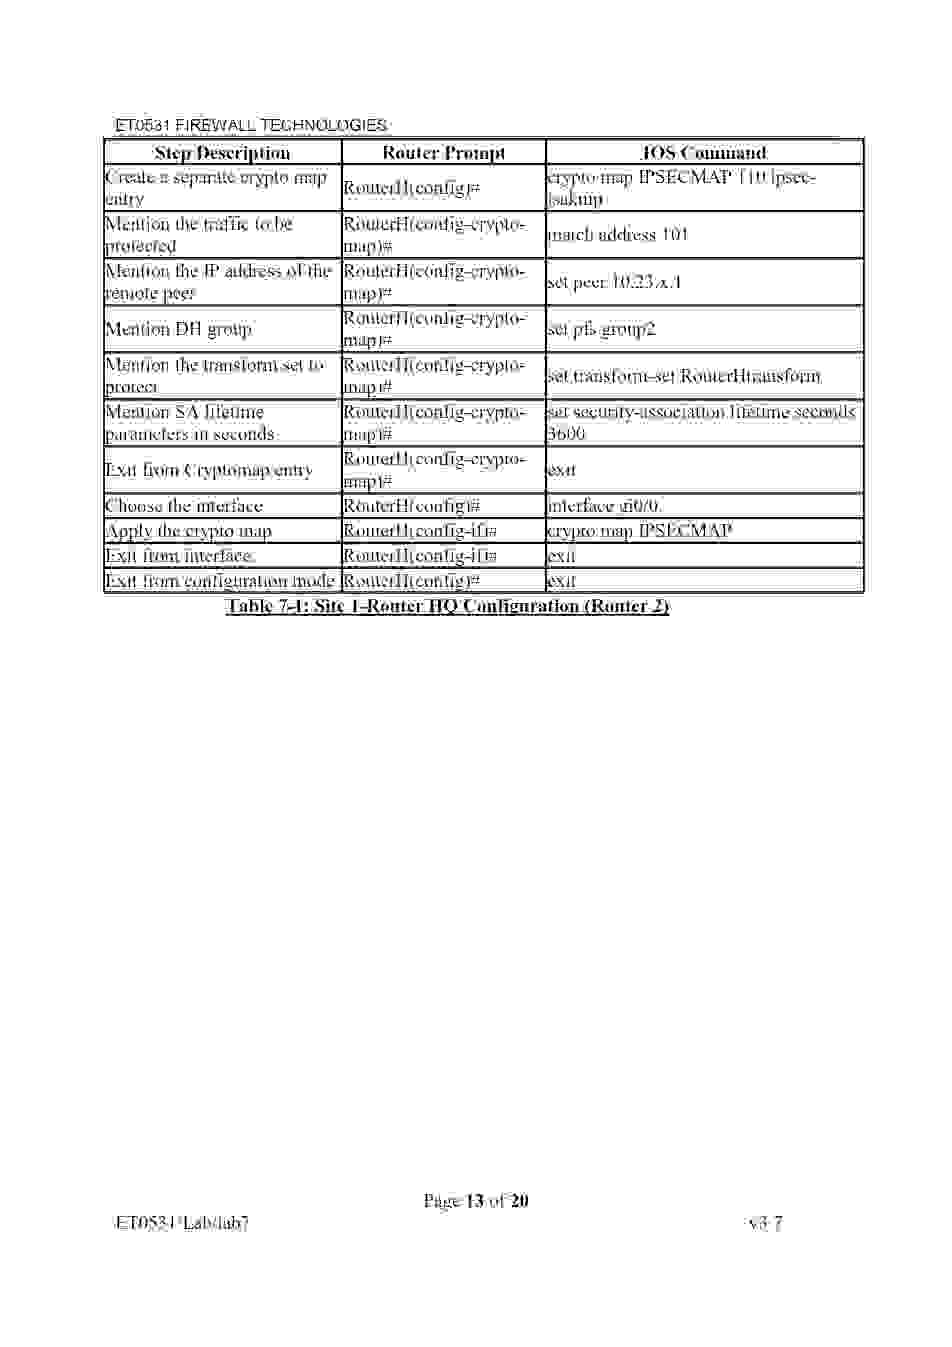 ET0531 FIREWALL TECHNOLOGIES
Step Description Router Prompt IOS Command
Create a separate crypto map entry RouterH(config)# crypto map IPSECMAP 110 ipsec-isakmp
Mention the traffic to be protected RouterH(config-crypto-map)# match address 101
Mention the IP address of the remote peer RouterH(config-crypto-map)# set peer 10.23.x.1
Mention DH group RouterH(config-crypto-map)# set pfs group2
Mention the transform set to protect RouterH(config-crypto-map)# set transform-set RouterHtransform
Mention SA lifetime parameters in seconds RouterH(config-crypto-map)# set security-association lifetime seconds 3600
Exit from Cryptomap entry RouterH(config-crypto-map)# exit
Choose the interface RouterH(config)# interface gi0/0
Apply the crypto map RouterH(config-if)# crypto map IPSECMAP
Exit from interface RouterH(config-if)# exit
Exit from configuration mode RouterH(config)# exit
Table 7-1: Site 1-Router HQ Configuration (Router 2)
Page 13 of 20
ET0531/Lab/lab7 v3-7